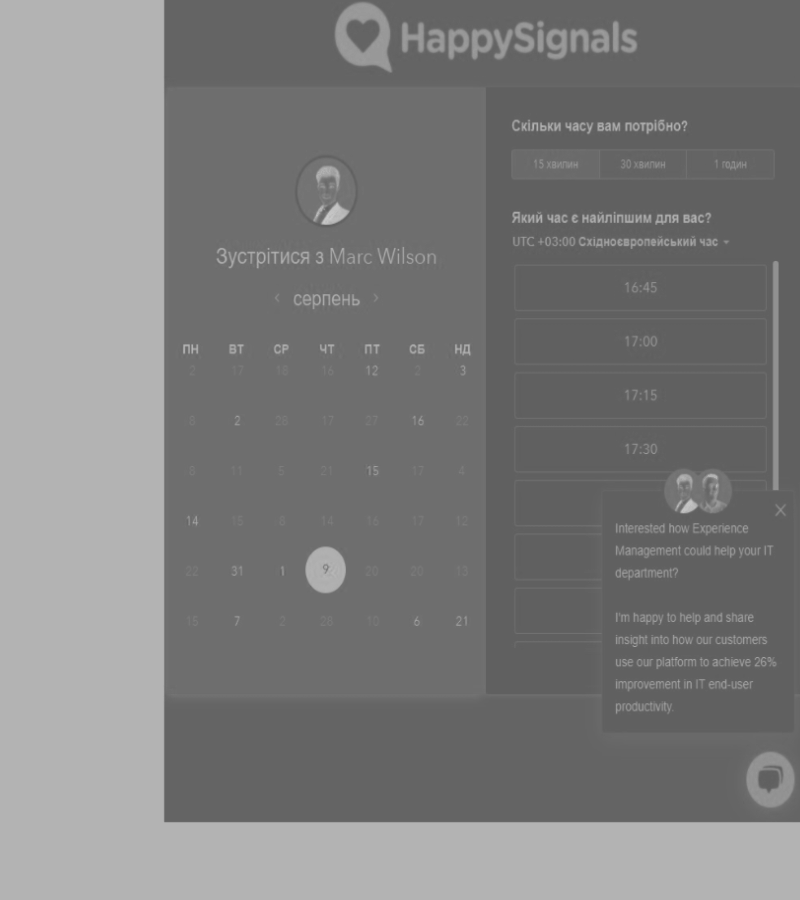 HappySignals
Зустрітися з Marc Wilson
серпень
ПН ВТ СР ЧТ ПТ СБ НД
2 17 18 16 12 2 3
8 2 28 17 27 16 22
8 11 5 21 15 17 4
14 15 8 14 16 17 12
22 31 1 9 20 20 13
15 7 2 28 10 6 21
Скільки часу вам потрібно?
15 хвилин 30 хвилин 1 годин
Який час є найліпшим для вас?
UTC +03:00 Східноєвропейський час
16:45
17:00
17:15
17:30
Interested how Experience
Management could help your IT
department?
I'm happy to help and share
insight into how our customers
use our platform to achieve 26%
improvement in IT end-user
productivity.